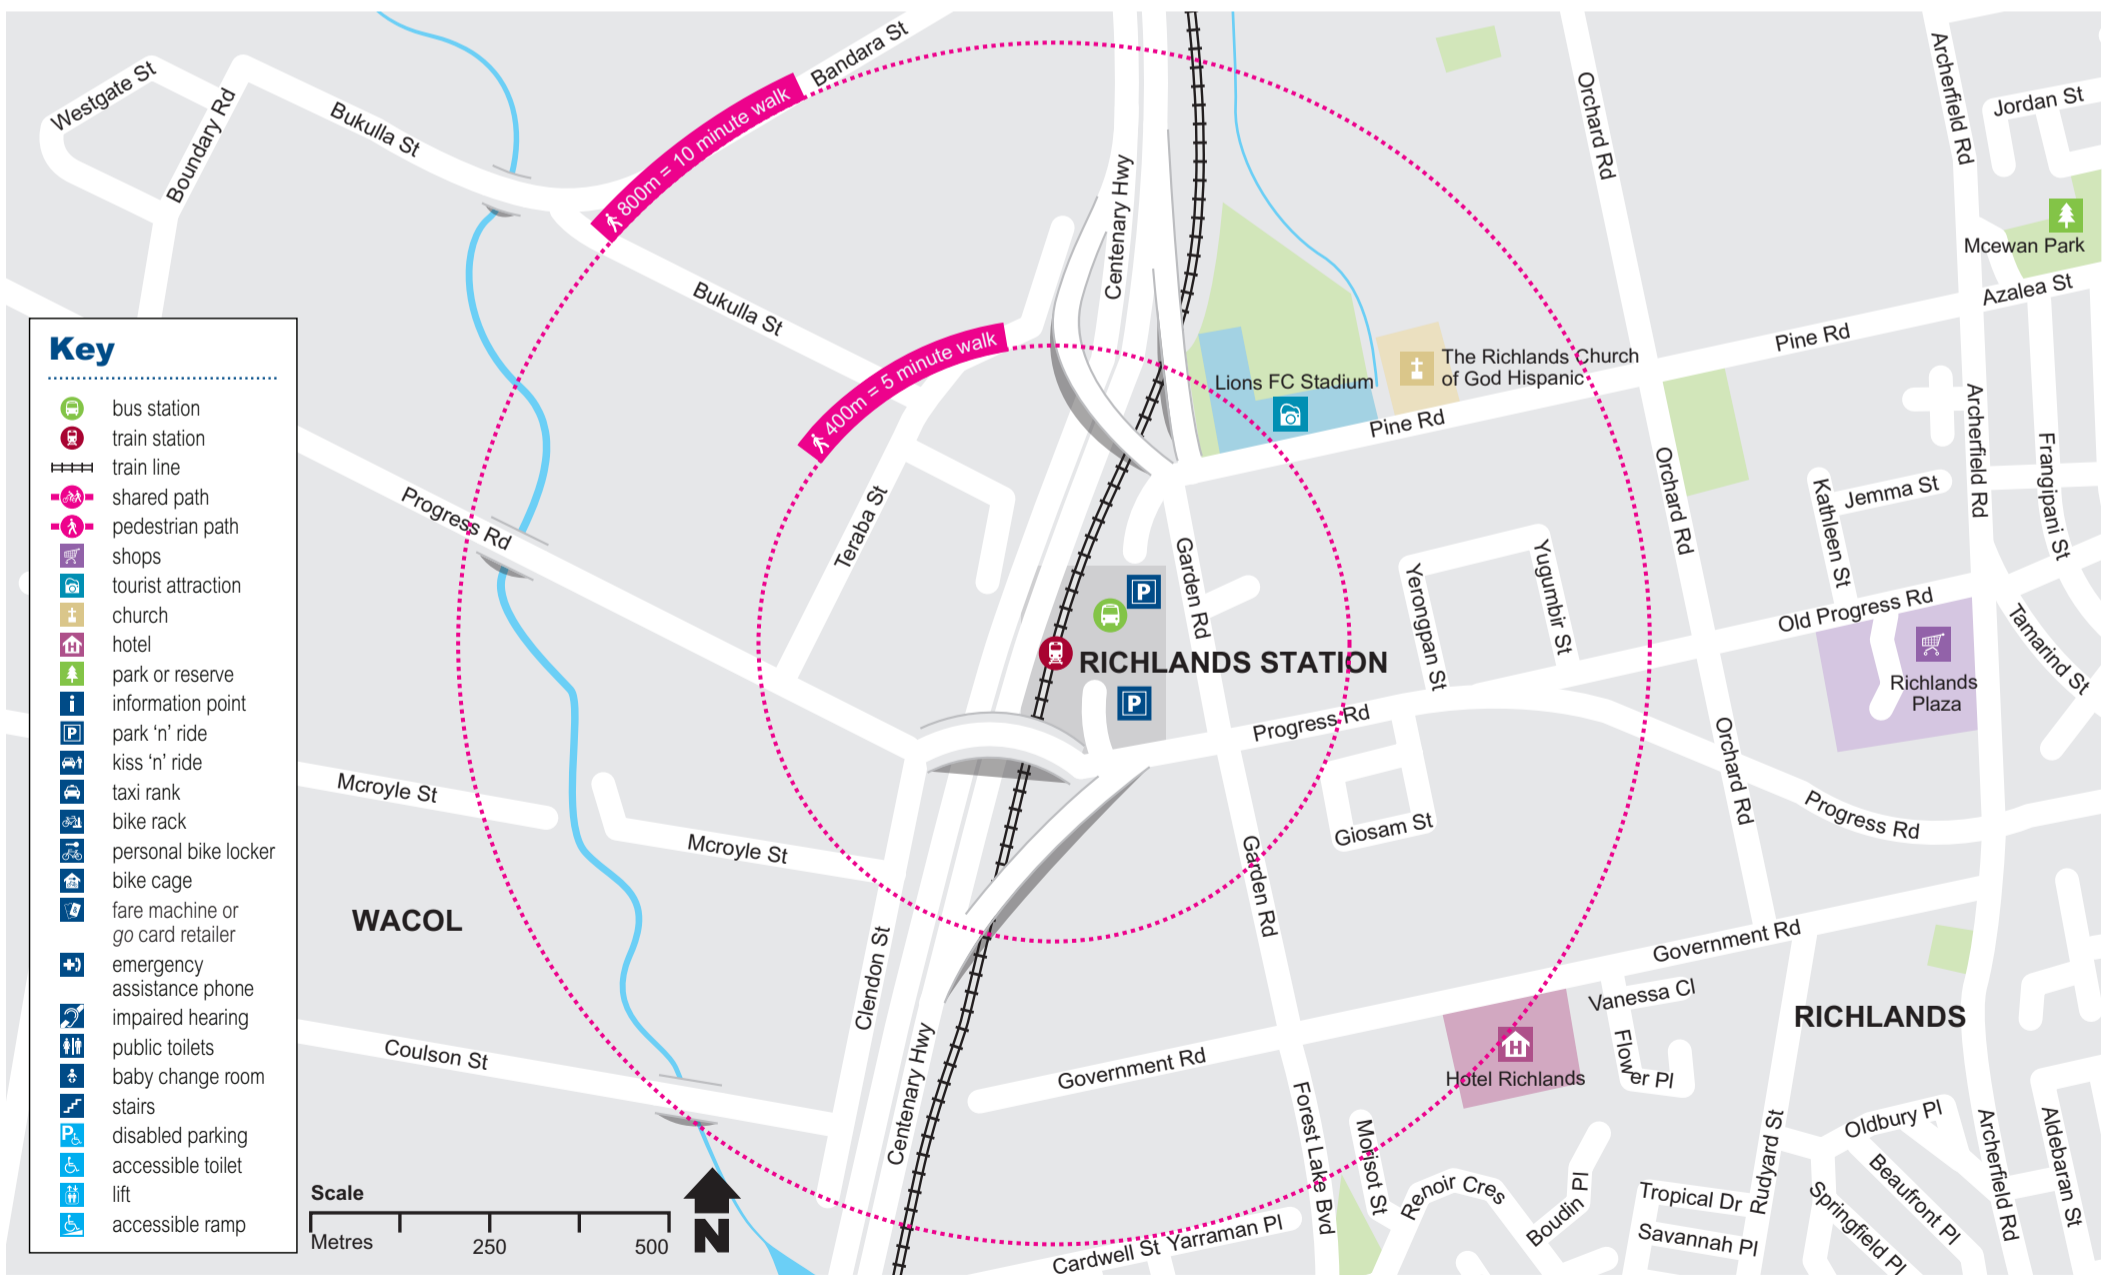 Westgate St
Boundary Rd
Bukulla St
Bandara St
800m = 10 minute walk
Centenary Hwy
Orchard Rd
Archerfield Rd
Jordan St
Mcewan Park
Azalea St
Bukulla St
400m = 5 minute walk
Pine Rd
The Richlands Church
of God Hispanic
Lions FC Stadium
Pine Rd
Archerfield Rd
Frangipani St
Orchard Rd
Kathleen St
Jemma St
Progress Rd
Teraba St
Garden Rd
Yerongpan St
Yugumbir St
Old Progress Rd
Tamarind St
P
RICHLANDS STATION
P
Richlands
Plaza
Progress Rd
Orchard Rd
Progress Rd
Giosam St
Mcroyle St
Mcroyle St
Garden Rd
WACOL
Clendon St
Government Rd
Vanessa Cl
RICHLANDS
Flower Pl
H
Hotel Richlands
Coulson St
Centenary Hwy
Government Rd
Forest Lake Bvd
Morisot St
Renoir Cres
Boudin Pl
Tropical Dr
Savannah Pl
Rudyard St
Oldbury Pl
Beaufront Pl
Springfield Pl
Archerfield Rd
Aldebaran St
Cardwell St
Yarraman Pl
Key
bus station
train station
train line
shared path
pedestrian path
shops
tourist attraction
church
H hotel
park or reserve
i information point
P park ‘n’ ride
kiss ‘n’ ride
taxi rank
bike rack
personal bike locker
bike cage
fare machine or
go card retailer
emergency
assistance phone
impaired hearing
public toilets
baby change room
stairs
P disabled parking
accessible toilet
lift
accessible ramp
Scale
Metres 250 500
N